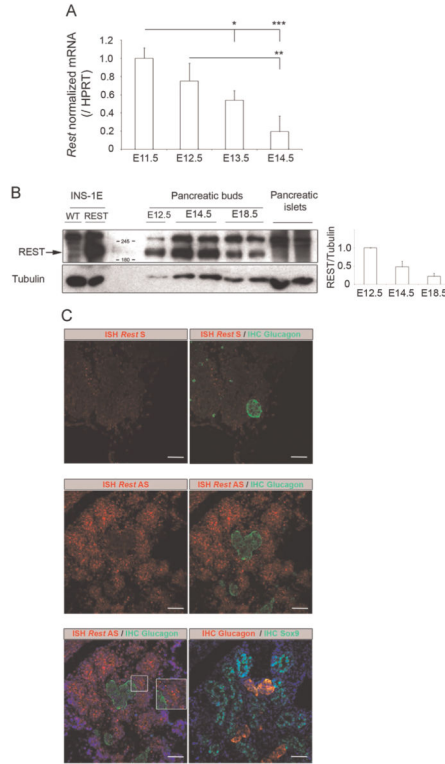 A
* ***
**
Rest normalized mRNA
(/ HPRT)
1.2
1
0.8
0.6
0.4
0.2
0
E11.5 E12.5 E13.5 E14.5
B
INS-1E Pancreatic buds Pancreatic islets
WT REST E12.5 E14.5 E18.5
245
REST
180
Tubulin
REST/Tubulin
1.0
0.5
0
E12.5 E14.5 E18.5
C
ISH Rest S ISH Rest S / IHC Glucagon
ISH Rest AS ISH Rest AS / IHC Glucagon
ISH Rest AS / IHC Glucagon IHC Glucagon / IHC Sox9